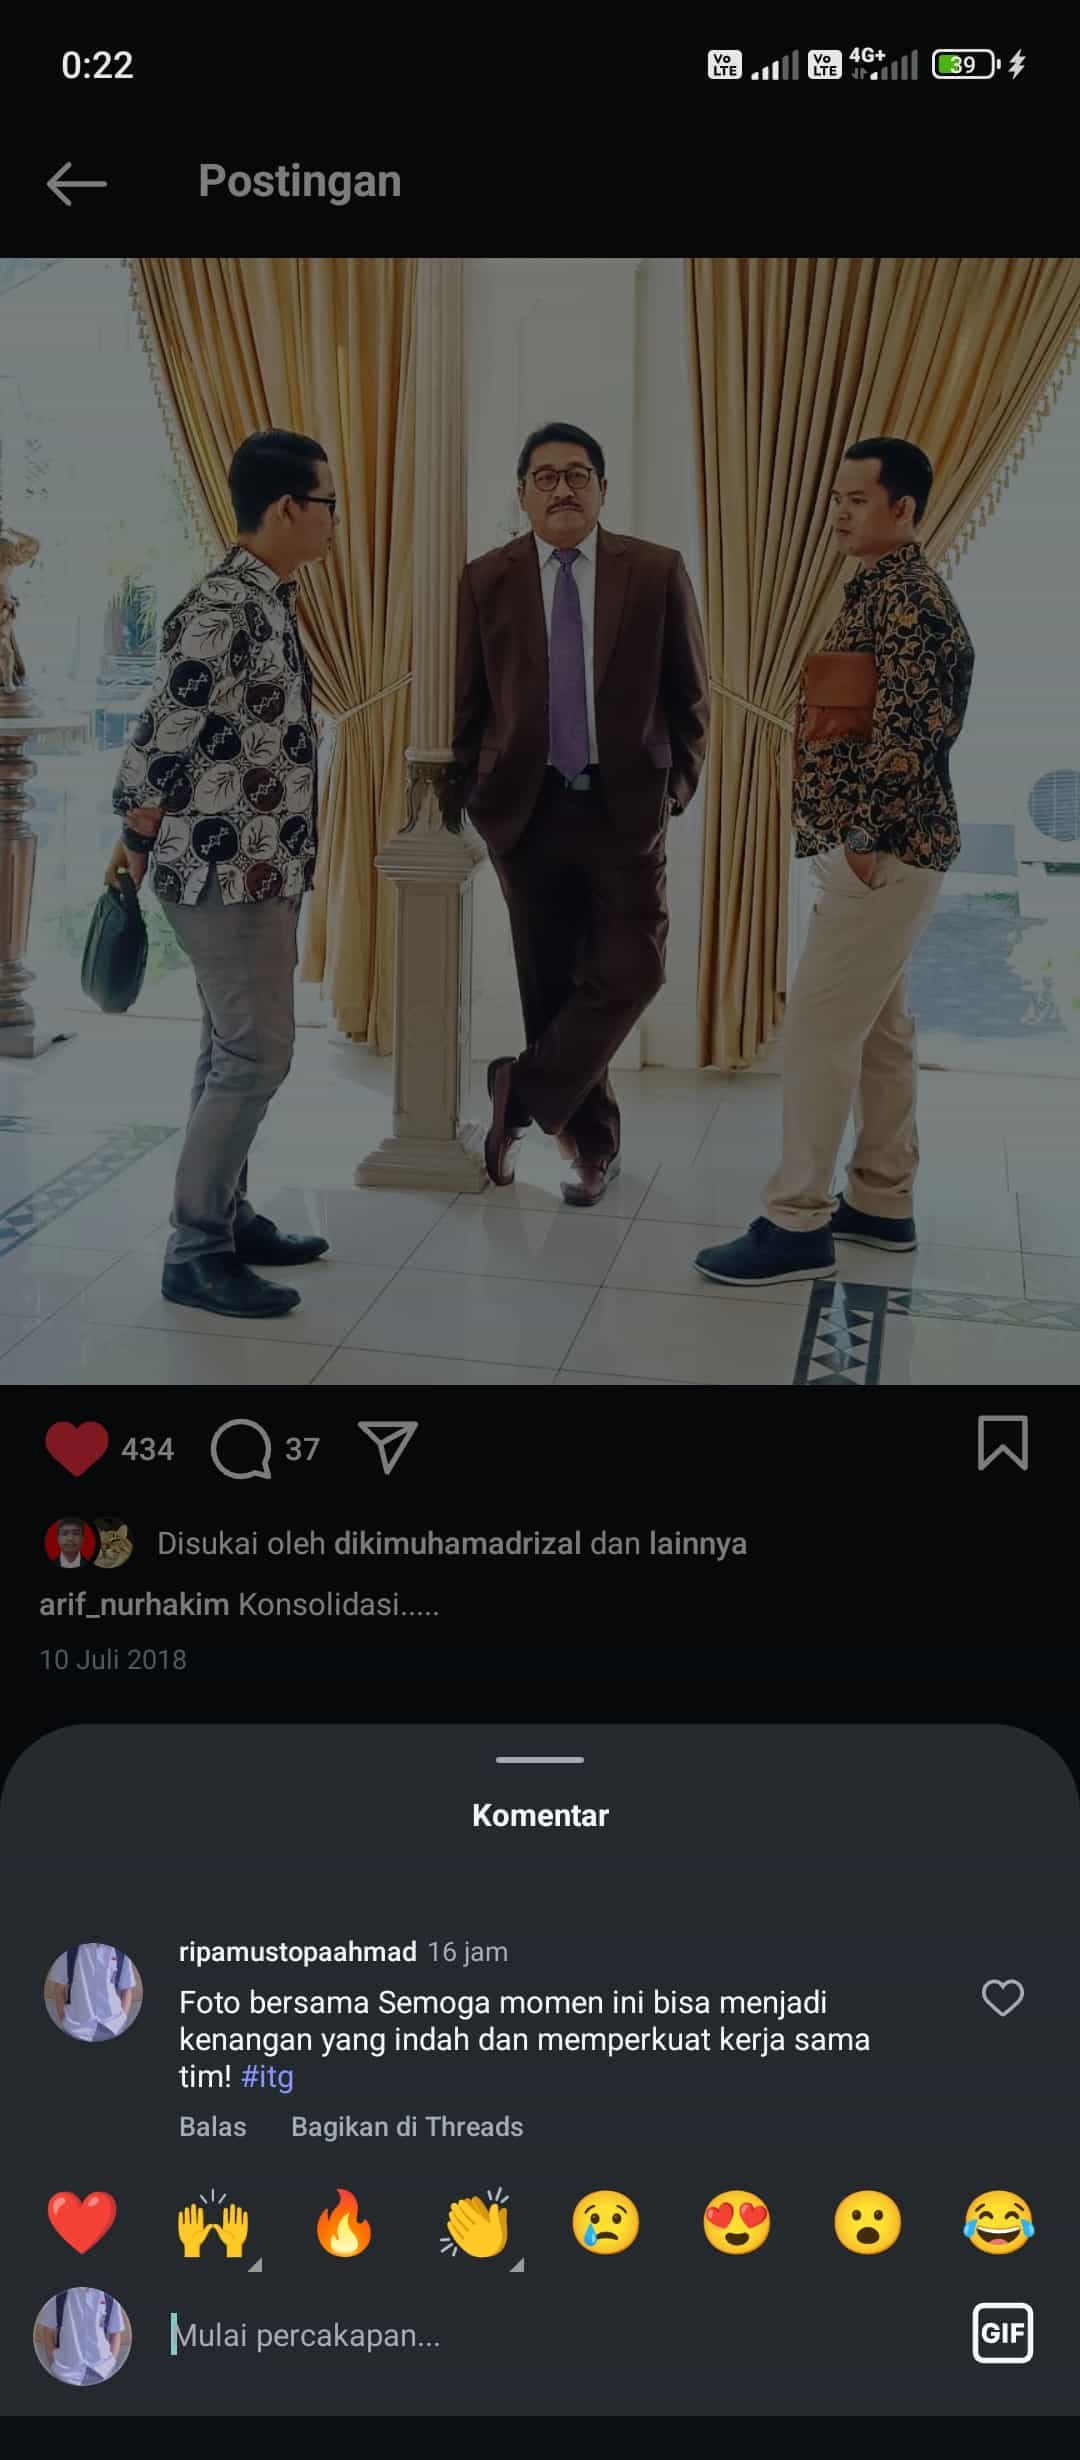 0:22
Vo LTE
Vo LTE
4G+
39
Postingan
434
37
Disukai oleh dikimuhamadrizal dan lainnya
arif_nurhakim Konsolidasi.....
10 Juli 2018
Komentar
ripamustopaahmad 16 jam
Foto bersama Semoga momen ini bisa menjadi
kenangan yang indah dan memperkuat kerja sama
tim! #itg
Balas Bagikan di Threads
Mulai percakapan...
GIF